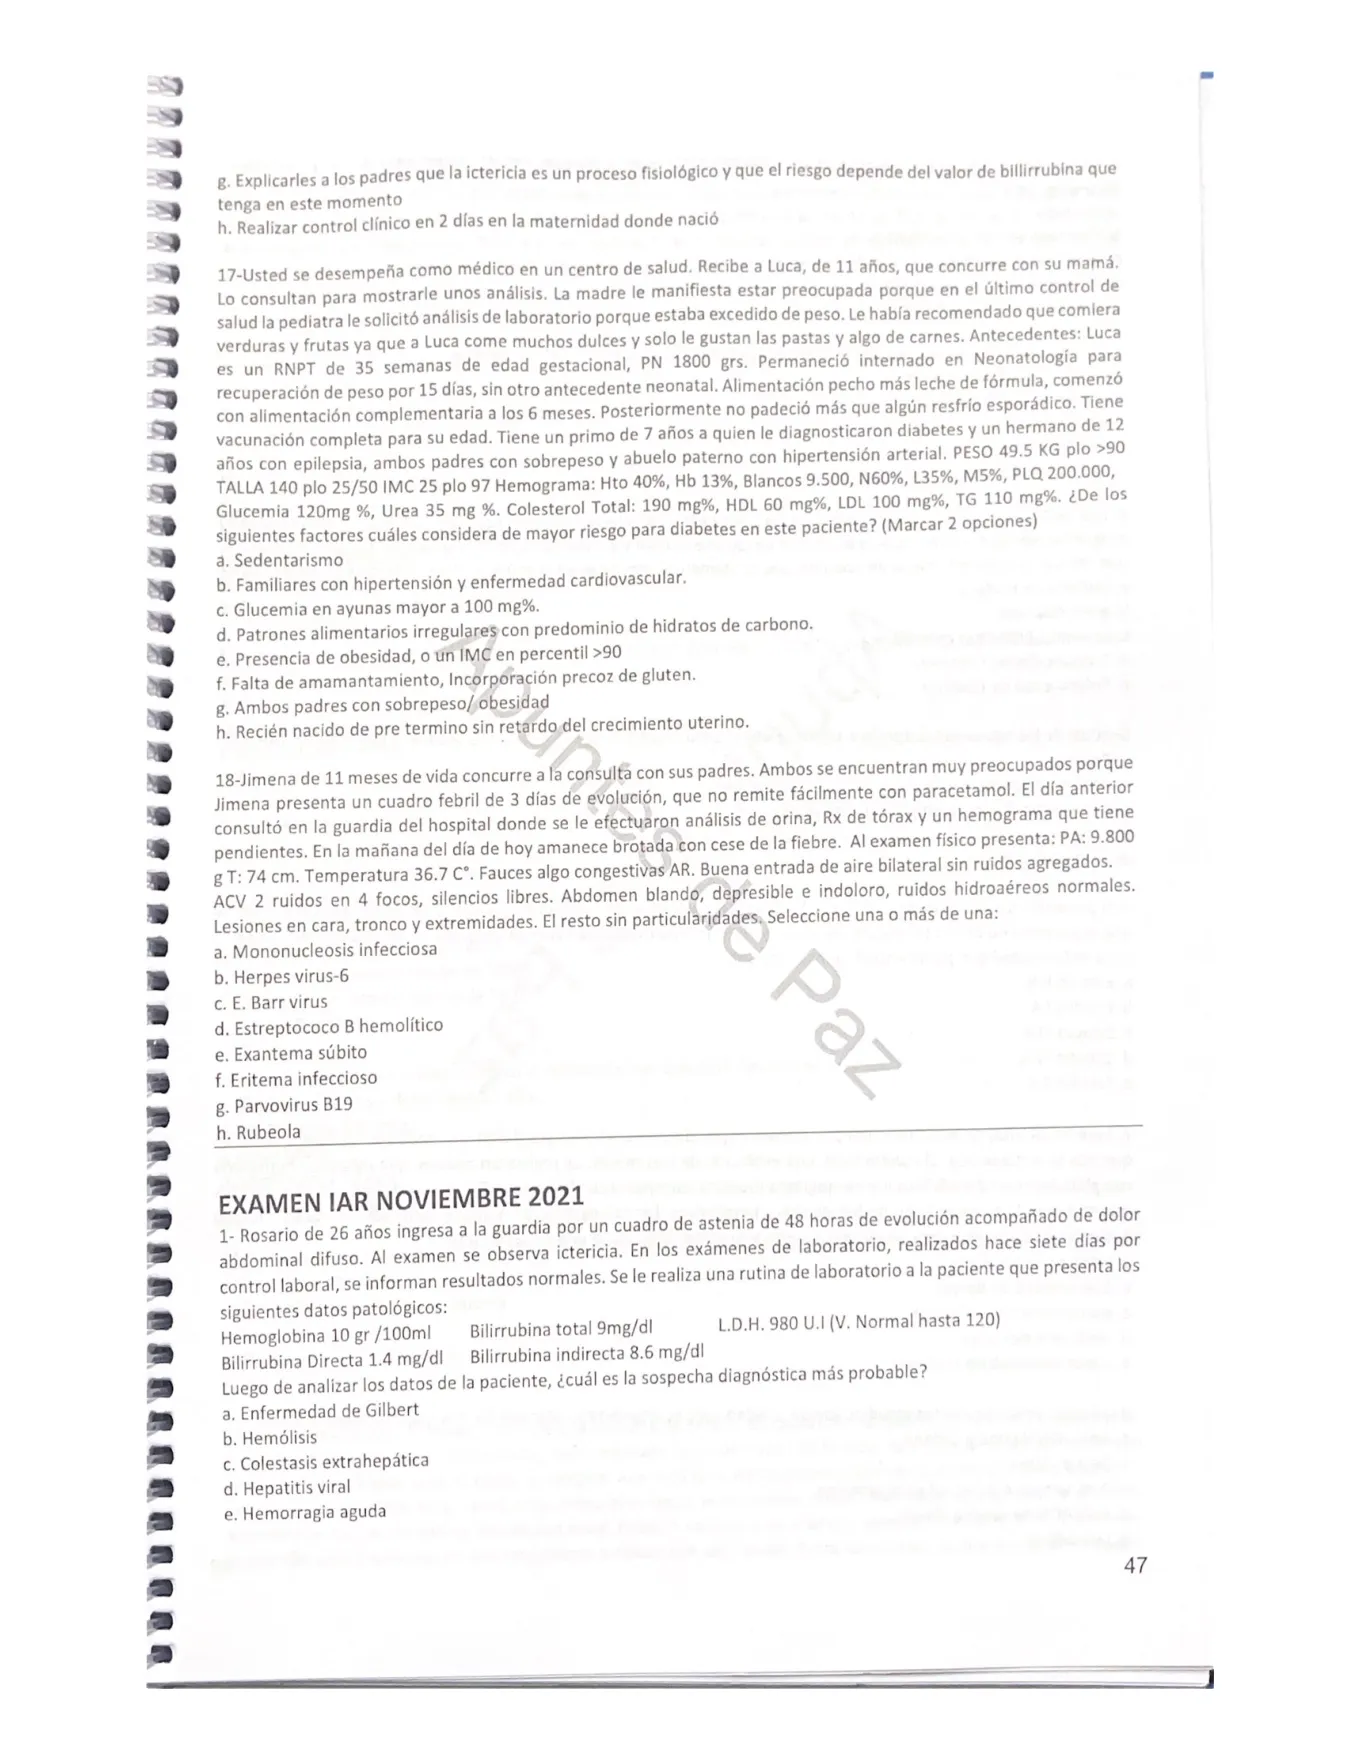 g. Explicarles a los padres que la ictericia es un proceso fisiológico y que el riesgo depende del valor de billirrubina que
tenga en este momento
h. Realizar control clínico en 2 días en la maternidad donde nació
17-Usted se desempeña como médico en un centro de salud. Recibe a Luca, de 11 años, que concurre con su mamá.
Lo consultan para mostrarle unos análisis. La madre le manifiesta estar preocupada porque en el último control de
salud la pediatra le solicitó análisis de laboratorio porque estaba excedido de peso. Le había recomendado que comiera
verduras y frutas ya que a Luca come muchos dulces y solo le gustan las pastas y algo de carnes. Antecedentes: Luca
es un RNPT de 35 semanas de edad gestacional, PN 1800 grs. Permaneció internado en Neonatología para
recuperación de peso por 15 días, sin otro antecedente neonatal. Alimentación pecho más leche de fórmula, comenzó
con alimentación complementaria a los 6 meses. Posteriormente no padeció más que algún resfrío esporádico. Tiene
vacunación completa para su edad. Tiene un primo de 7 años a quien le diagnosticaron diabetes y un hermano de 12
años con epilepsia, ambos padres con sobrepeso y abuelo paterno con hipertensión arterial. PESO 49.5 KG plo >90
TALLA 140 plo 25/50 IMC 25 plo 97 Hemograma: Hto 40%, Hb 13%, Blancos 9.500, N60%, L35%, M5%, PLQ 200.000,
Glucemia 120mg %, Urea 35 mg %. Colesterol Total: 190 mg%, HDL 60 mg%, LDL 100 mg%, TG 110 mg%. ¿De los
siguientes factores cuáles considera de mayor riesgo para diabetes en este paciente? (Marcar 2 opciones)
a. Sedentarismo
b. Familiares con hipertensión y enfermedad cardiovascular.
c. Glucemia en ayunas mayor a 100 mg%.
d. Patrones alimentarios irregulares con predominio de hidratos de carbono.
e. Presencia de obesidad, o un IMC en percentil >90
f. Falta de amamantamiento, Incorporación precoz de gluten.
g. Ambos padres con sobrepeso/ obesidad
h. Recién nacido de pre termino sin retardo del crecimiento uterino.
18-Jimena de 11 meses de vida concurre a la consulta con sus padres. Ambos se encuentran muy preocupados porque
Jimena presenta un cuadro febril de 3 días de evolución, que no remite fácilmente con paracetamol. El día anterior
consultó en la guardia del hospital donde se le efectuaron análisis de orina, Rx de tórax y un hemograma que tiene
pendientes. En la mañana del día de hoy amanece brotada con cese de la fiebre. Al examen físico presenta: PA: 9.800
g T: 74 cm. Temperatura 36.7 C°. Fauces algo congestivas AR. Buena entrada de aire bilateral sin ruidos agregados.
ACV 2 ruidos en 4 focos, silencios libres. Abdomen blando, depresible e indoloro, ruidos hidroaéreos normales.
Lesiones en cara, tronco y extremidades. El resto sin particularidades. Seleccione una o más de una:
a. Mononucleosis infecciosa
b. Herpes virus-6
c. E. Barr virus
d. Estreptococo B hemolítico
e. Exantema súbito
f. Eritema infeccioso
g. Parvovirus B19
h. Rubeola
Apuntes de Paz
EXAMEN IAR NOVIEMBRE 2021
1- Rosario de 26 años ingresa a la guardia por un cuadro de astenia de 48 horas de evolución acompañado de dolor
abdominal difuso. Al examen se observa ictericia. En los exámenes de laboratorio, realizados hace siete días por
control laboral, se informan resultados normales. Se le realiza una rutina de laboratorio a la paciente que presenta los
siguientes datos patológicos:
Hemoglobina 10 gr /100ml Bilirrubina total 9mg/dl L.D.H. 980 U.I (V. Normal hasta 120)
Bilirrubina Directa 1.4 mg/dl Bilirrubina indirecta 8.6 mg/dl
Luego de analizar los datos de la paciente, ¿cuál es la sospecha diagnóstica más probable?
a. Enfermedad de Gilbert
b. Hemólisis
c. Colestasis extrahepática
d. Hepatitis viral
e. Hemorragia aguda
47